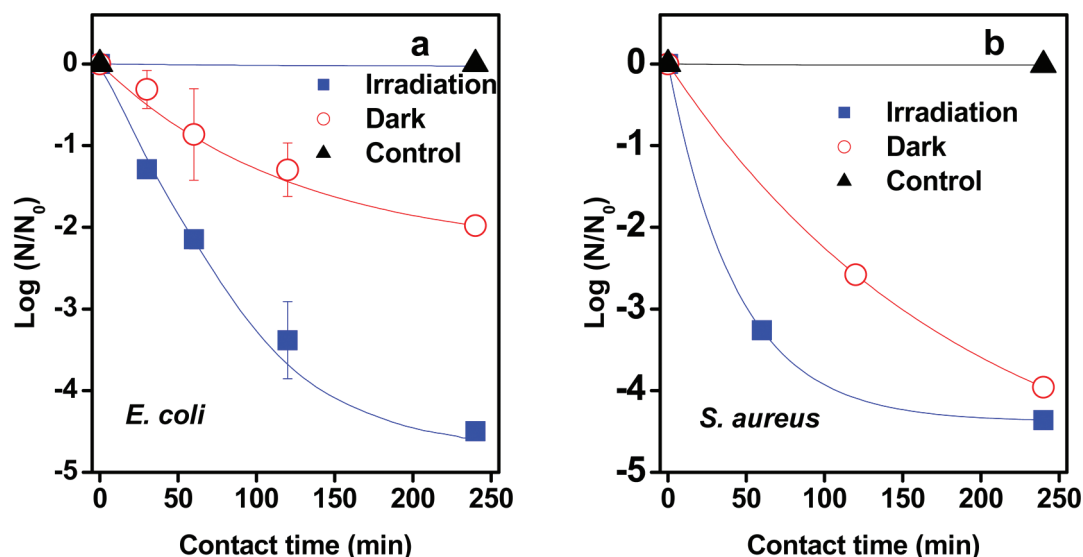 a
Irradiation
Dark
Control
0
-1
-2
-3
-4
-5
Log (N/N₀)
E. coli
0 50 100 150 200 250
Contact time (min)
b
Irradiation
Dark
Control
0
-1
-2
-3
-4
-5
Log (N/N₀)
S. aureus
0 50 100 150 200 250
Contact time (min)